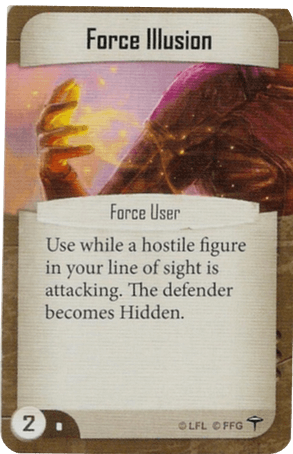 Force Illusion
Force User
Use while a hostile figure
in your line of sight is
attacking. The defender
becomes Hidden.
2
© LFL © FFG